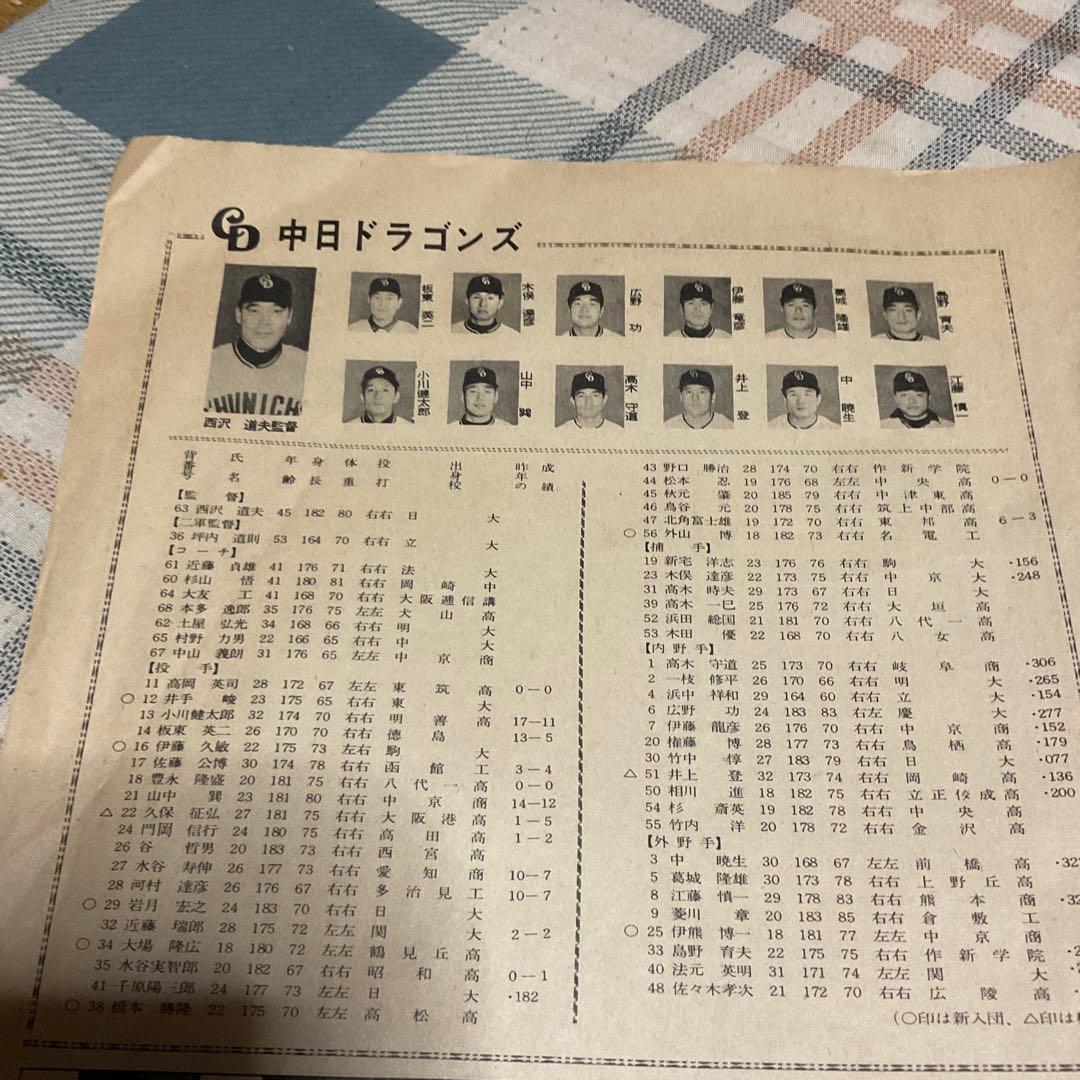 CD 中日ドラゴンズ
板東 英二
木俣 達彦
広野 功
伊藤 竜彦
葛城 隆雄
島野 育夫
小川健太郎
山中 巽
高木 守道
井上 登
中 暁生
江藤 慎一
HUNICH
西沢 道夫監督
背番号 氏名 年齢 身長 体重 投打 出身校 昨年の成績
【監督】
63 西沢 道夫 45 182 80 右右 日大
【二軍監督】
36 坪内 道則 53 164 70 右右 立大
【コーチ】
61 近藤 貞雄 41 176 71 右右 法大
60 杉山 悟 41 180 81 右右 岡崎中
64 大友 工 41 168 70 右右 大阪逓信講
68 本多 逸郎 35 176 75 左左 犬山高
62 土屋 弘光 34 168 66 右右 明大
65 村野 力男 22 166 65 右右 中大
67 中山 義朗 31 176 65 左左 中京商
【投手】
11 高岡 英司 28 172 67 左左 東筑高 0―0
○12 井手 峻 23 175 65 右右 東大
13 小川健太郎 32 174 70 右右 明善高 17―11
14 板東 英二 26 170 70 右右 徳島 13―5
○16 伊藤 久敏 22 175 73 左右 駒大
17 佐藤 公博 30 174 78 右右 函館工 3―4
18 豊永 隆盛 20 181 75 右右 八代一高 0―0
21 山中 巽 23 181 80 右右 中京商 14―12
△22 久保 征弘 27 181 75 右右 大阪港高 1―5
24 門岡 信行 24 180 75 右右 高田高 1―2
26 谷 哲男 20 183 73 右右 西宮高
27 水谷 寿伸 26 177 73 右右 愛知商 10―7
28 河村 達彦 26 176 67 右右 多治見工 10―7
○29 岩月 宏之 24 183 70 右右 日大
32 近藤 瑞郎 28 175 72 左左 関大 2―2
○34 大場 隆広 18 180 72 左左 鶴見丘高
35 水谷実智郎 20 182 67 右右 昭和高 0―1
41 千原陽三郎 24 177 73 左左 日大 ·182
○38 橋本 勝隆 22 175 70 左左 高松高
43 野口 勝治 28 174 70 右右 作新学院
44 松本 忍 19 176 68 左左 中央高 0―0
45 秋元 肇 20 185 79 右右 中津東高
46 鳥谷 元 20 178 75 右右 筑上中部高
47 北角富士雄 19 172 70 右右 東邦高 6―3
○56 外山 博 18 182 73 右右 名電工
【捕手】
19 新宅 洋志 23 176 76 右右 駒大 ·156
23 木俣 達彦 22 173 75 右右 中京大 ·248
31 高木 時夫 29 173 67 右右 日大
39 高木 一巳 25 176 72 右右 大垣高
52 浜田 総国 21 181 70 右右 八代一高
53 木田 優 22 168 70 右右 八女高
【内野手】
1 高木 守道 25 173 70 右右 岐阜商 ·306
2 一枝 修平 26 170 66 右右 明大 ·265
4 浜中 祥和 29 164 60 右右 立大 ·154
6 広野 功 24 183 83 右左 慶大 ·277
7 伊藤 龍彦 26 176 70 右右 中京商 ·152
20 権藤 博 28 177 73 右右 鳥栖高 ·179
30 竹中 惇 27 183 79 右右 日大 ·077
△51 井上 登 32 173 74 右右 岡崎高 ·136
50 相川 進 18 182 75 右右 立正佼成高 ·200
54 杉 斎英 19 182 78 右右 中央高
55 竹内 洋 20 178 72 右右 金沢高
【外野手】
3 中 暁生 30 168 67 左左 前橋高 ·32
5 葛城 隆雄 30 173 78 右右 上野丘高
8 江藤 慎一 29 178 83 右右 熊本商 ·32
9 菱川 章 20 183 85 右右 倉敷工
○25 伊熊 博一 18 181 77 左左 中京商
33 島野 育夫 22 175 75 右右 作新学院
40 法元 英明 31 171 74 左左 関大
48 佐々木孝次 21 172 70 右右 広陵高
(○印は新入団、△印は